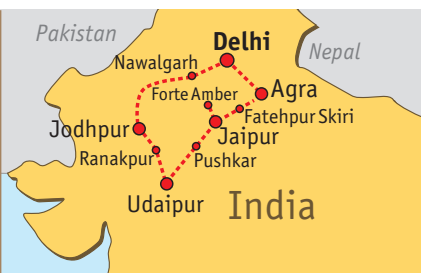 Pakistan
Delhi
Nepal
Nawalgarh
Forte Amber
Agra
Fatehpur Skiri
Jodhpur
Jaipur
Ranakpur
Pushkar
Udaipur
India